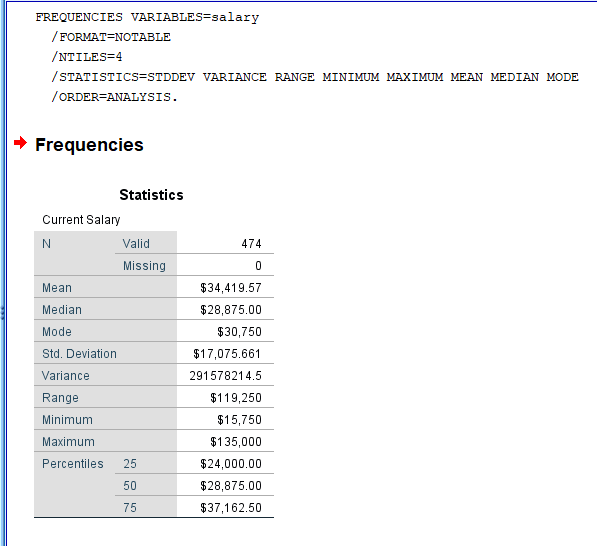 FREQUENCIES VARIABLES=salary
/FORMAT=NOTABLE
/NTILES=4
/STATISTICS=STDDEV VARIANCE RANGE MINIMUM MAXIMUM MEAN MEDIAN MODE
/ORDER=ANALYSIS.
Frequencies
Statistics
Current Salary
N Valid 474
Missing 0
Mean $34,419.57
Median $28,875.00
Mode $30,750
Std. Deviation $17,075.661
Variance 291578214.5
Range $119,250
Minimum $15,750
Maximum $135,000
Percentiles 25 $24,000.00
50 $28,875.00
75 $37,162.50